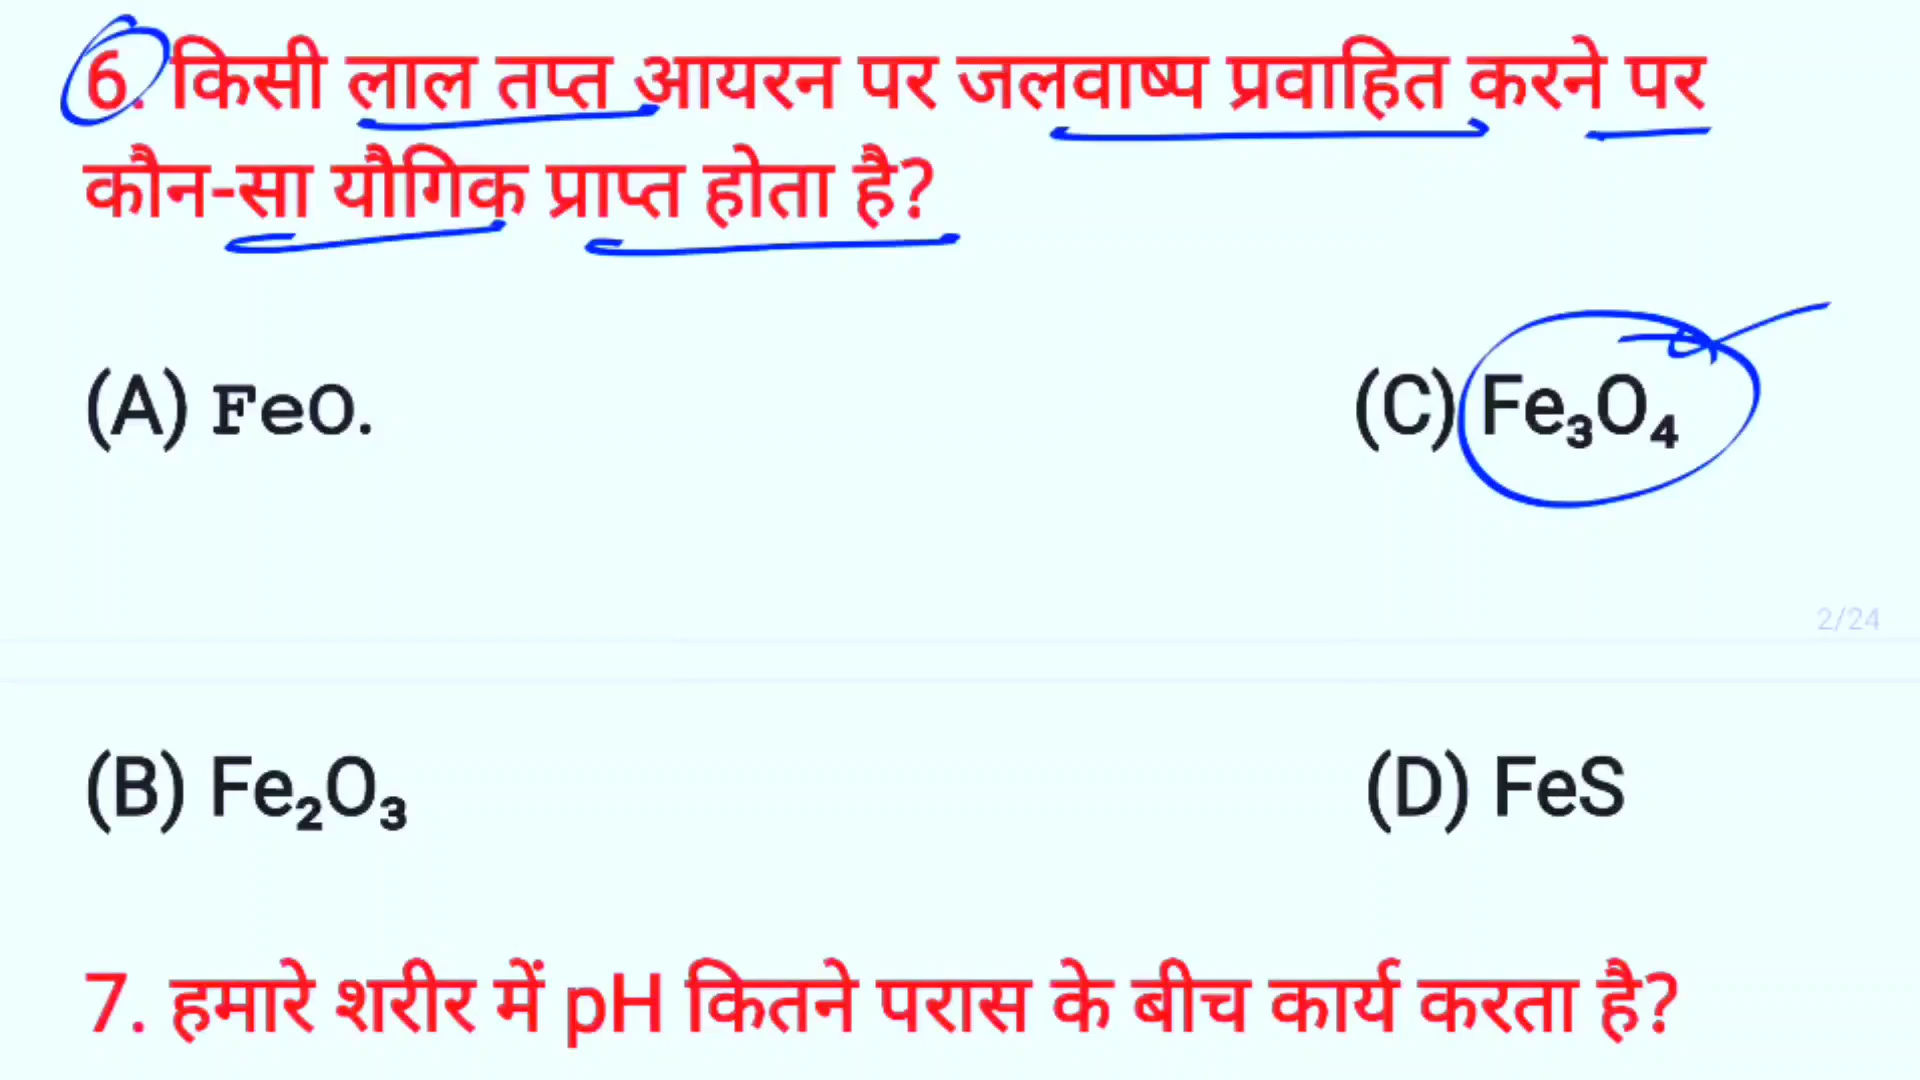 6. किसी लाल तप्त आयरन पर जलवाष्प प्रवाहित करने पर
कौन-सा यौगिक प्राप्त होता है?
(A) FeO.
(C) Fe₃O₄
2/24
(B) Fe₂O₃
(D) FeS
7. हमारे शरीर में pH कितने परास के बीच कार्य करता है?